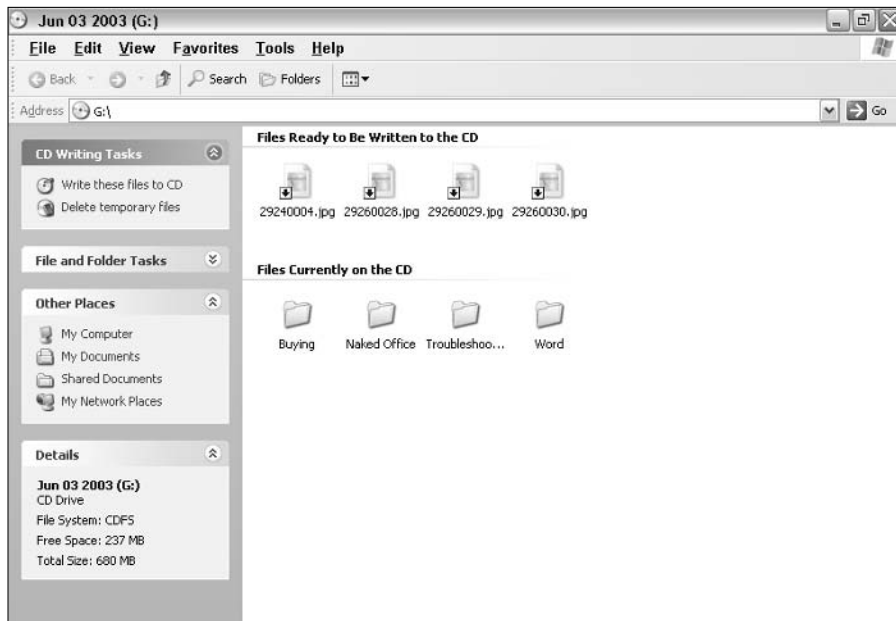 Jun 03 2003 (G:)
File Edit View Favorites Tools Help
Back Search Folders
Address G:\ Go
CD Writing Tasks
Write these files to CD
Delete temporary files
File and Folder Tasks
Other Places
My Computer
My Documents
Shared Documents
My Network Places
Details
Jun 03 2003 (G:)
CD Drive
File System: CDFS
Free Space: 237 MB
Total Size: 680 MB
Files Ready to Be Written to the CD
29240004.jpg 29260028.jpg 29260029.jpg 29260030.jpg
Files Currently on the CD
Buying Naked Office Troubleshoo... Word